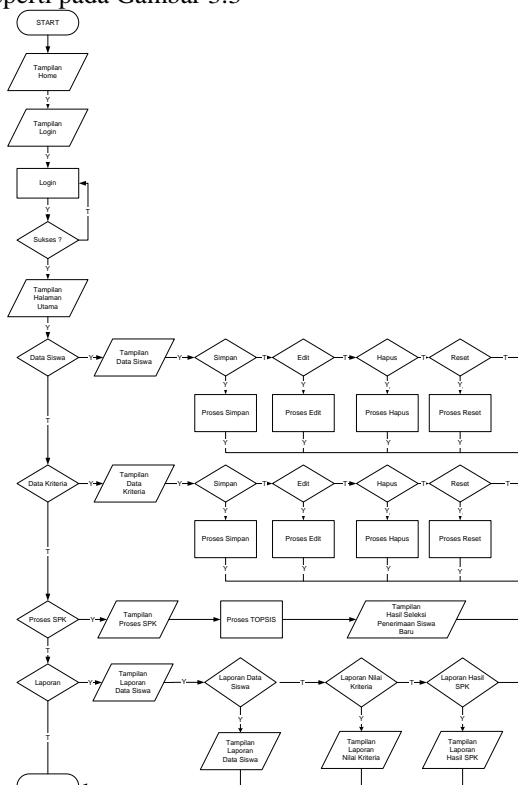 perti pada Gambar 3.3
START
Tampilan
Home
Y
Tampilan
Login
Y
Login
Y
T
Sukses ?
Y
Tampilan
Halaman
Utama
Y
Data Siswa
Y
Tampilan
Data Siswa
Y
Simpan
T
Edit
T
Hapus
T
Reset
T
Y
Y
Y
Y
Proses Simpan
Proses Edit
Proses Hapus
Proses Reset
Y
Y
Y
Y
T
Data Kriteria
Y
Tampilan
Data
Kriteria
Y
Simpan
T
Edit
T
Hapus
T
Reset
T
Y
Y
Y
Y
Proses Simpan
Proses Edit
Proses Hapus
Proses Reset
Y
Y
Y
Y
T
Proses SPK
Y
Tampilan
Proses SPK
Proses TOPSIS
Tampilan
Hasil Seleksi
Penerimaan Siswa
Baru
T
Laporan
Y
Tampilan
Laporan
Data Siswa
Y
Laporan Data
Siswa
T
Laporan Nilai
Kriteria
T
Laporan Hasil
SPK
Y
Y
Y
T
Tampilan
Laporan
Data Siswa
Tampilan
Laporan
Nilai Kriteria
Tampilan
Laporan
Hasil SPK